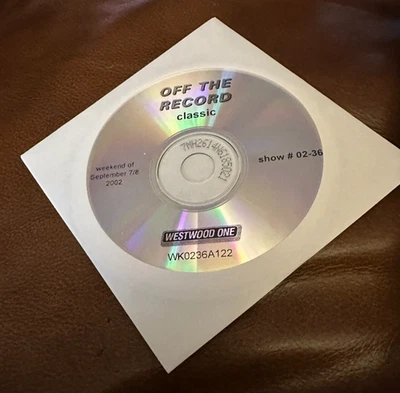 OFF THE
RECORD
classic
weekend of
September 7/8
2002
show # 02-36
WESTWOOD ONE
WK0236A122